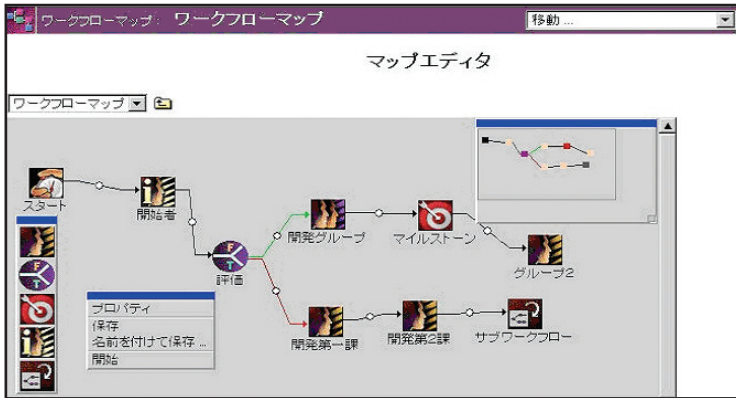 ワークフローマップ: ワークフローマップ
移動 ...
マップエディタ
ワークフローマップ
スタート
開始者
評価
開発グループ
マイルストーン
グループ2
開発第一課
開発第2課
サブワークフロー
プロパティ
保存
名前を付けて保存 ...
開始